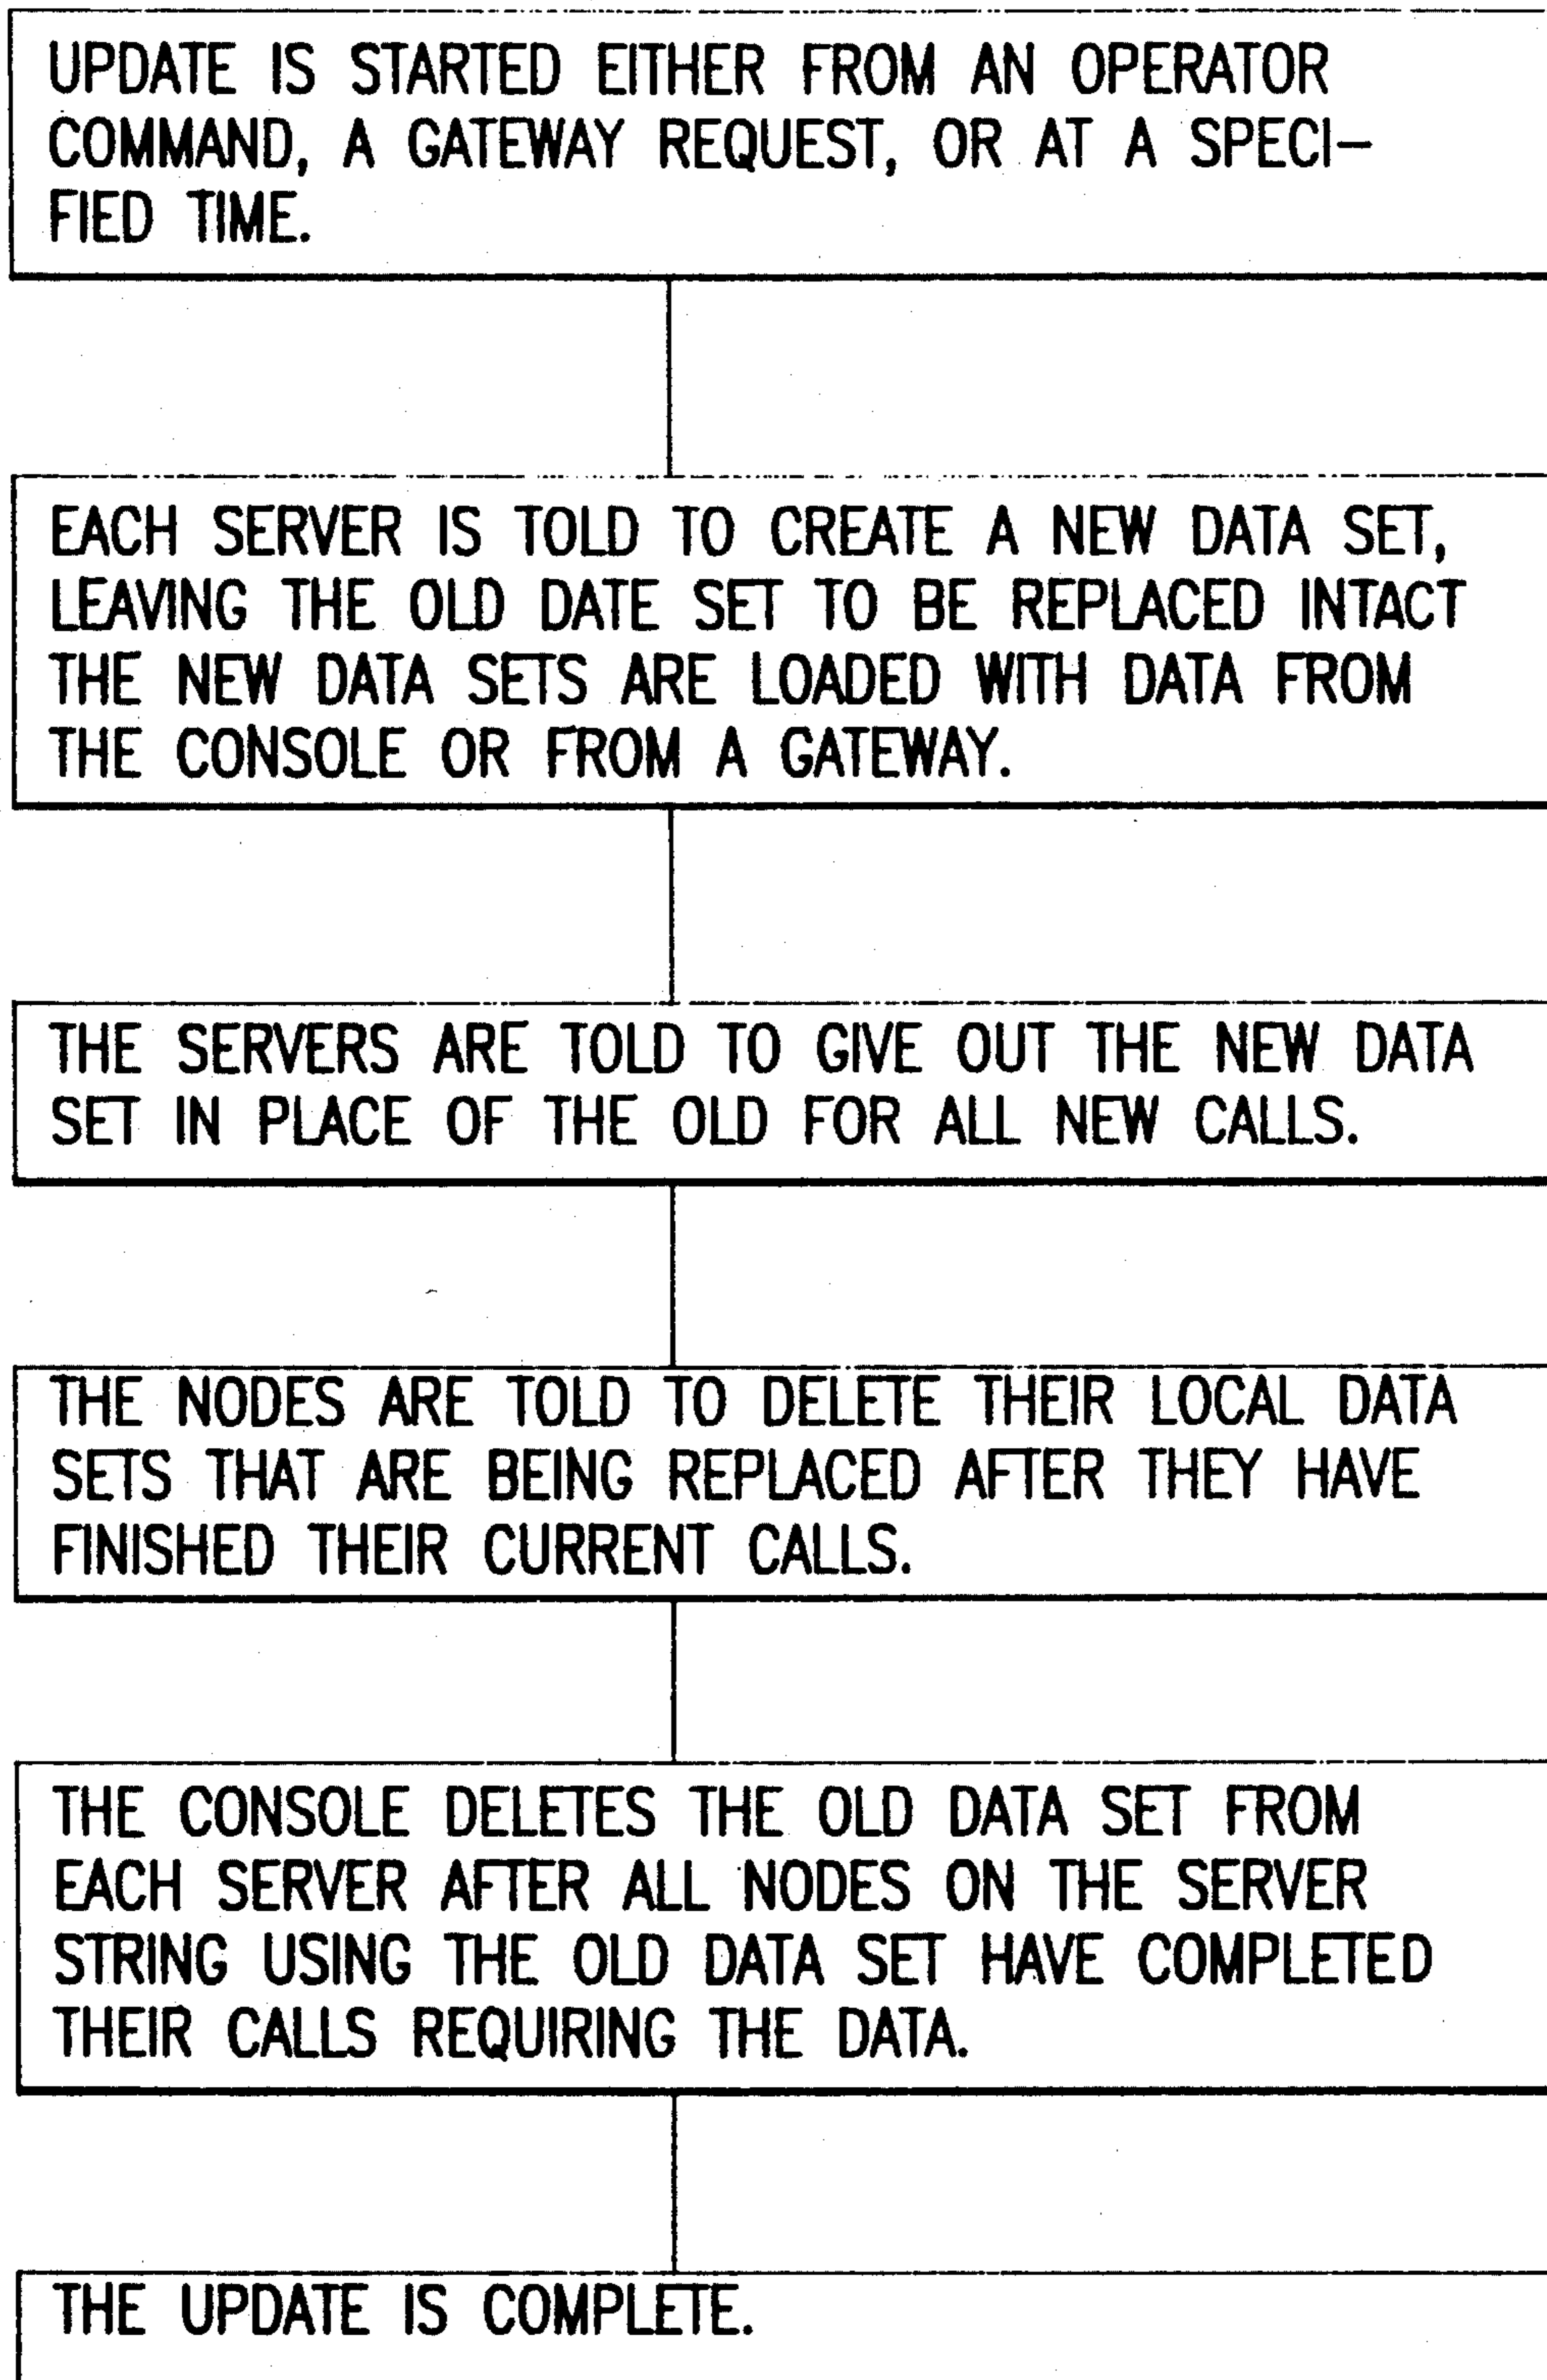 UPDATE IS STARTED EITHER FROM AN OPERATOR
COMMAND, A GATEWAY REQUEST, OR AT A SPECI-
FIED TIME.
EACH SERVER IS TOLD TO CREATE A NEW DATA SET,
LEAVING THE OLD DATE SET TO BE REPLACED INTACT
THE NEW DATA SETS ARE LOADED WITH DATA FROM
THE CONSOLE OR FROM A GATEWAY.
THE SERVERS ARE TOLD TO GIVE OUT THE NEW DATA
SET IN PLACE OF THE OLD FOR ALL NEW CALLS.
THE NODES ARE TOLD TO DELETE THEIR LOCAL DATA
SETS THAT ARE BEING REPLACED AFTER THEY HAVE
FINISHED THEIR CURRENT CALLS.
THE CONSOLE DELETES THE OLD DATA SET FROM
EACH SERVER AFTER ALL NODES ON THE SERVER
STRING USING THE OLD DATA SET HAVE COMPLETED
THEIR CALLS REQUIRING THE DATA.
THE UPDATE IS COMPLETE.